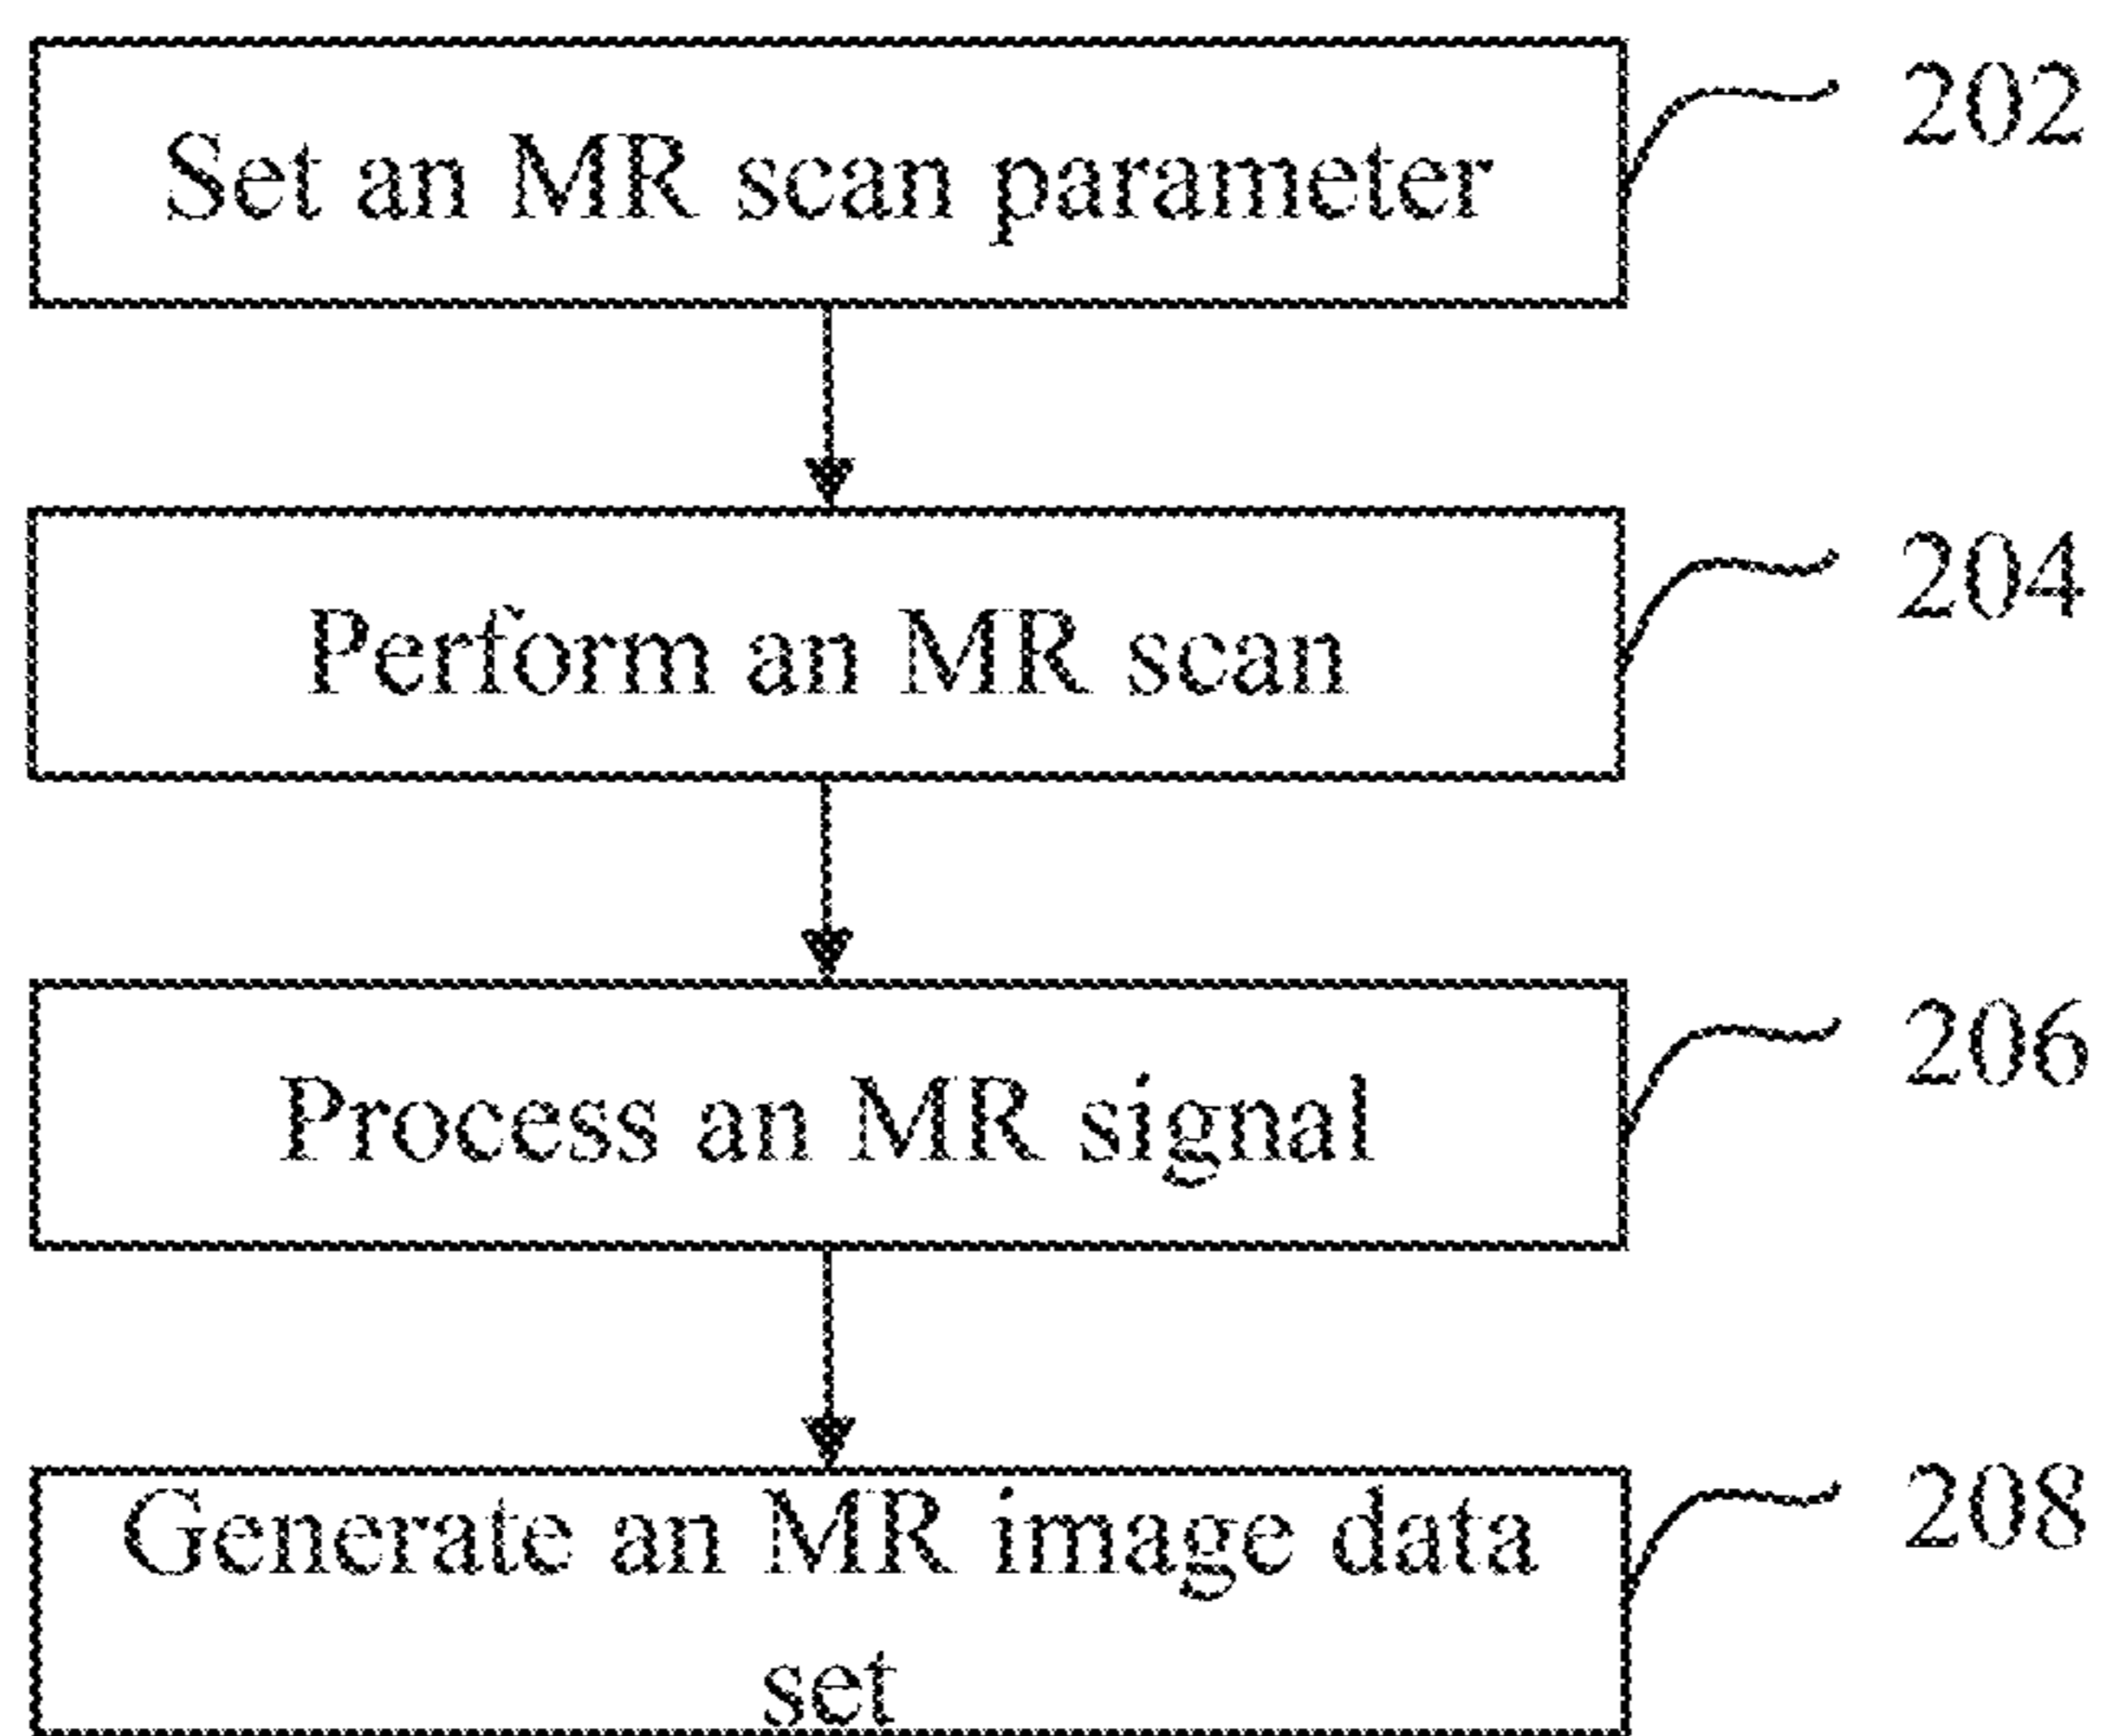 Set an MR scan parameter
202
Perform an MR scan
204
Process an MR signal
206
Generate an MR image data
set
208